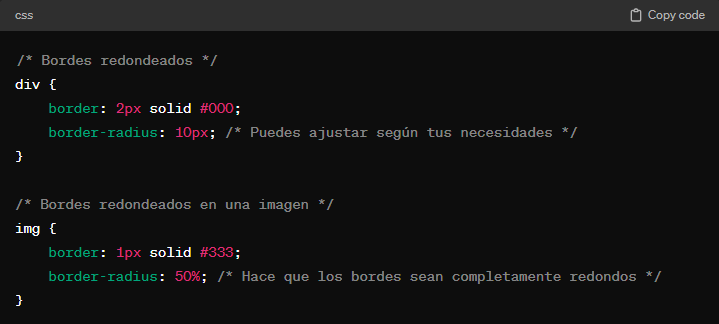 css
Copy code
/* Bordes redondeados */
div {
    border: 2px solid #000;
    border-radius: 10px; /* Puedes ajustar según tus necesidades */
}
/* Bordes redondeados en una imagen */
img {
    border: 1px solid #333;
    border-radius: 50%; /* Hace que los bordes sean completamente redondos */
}